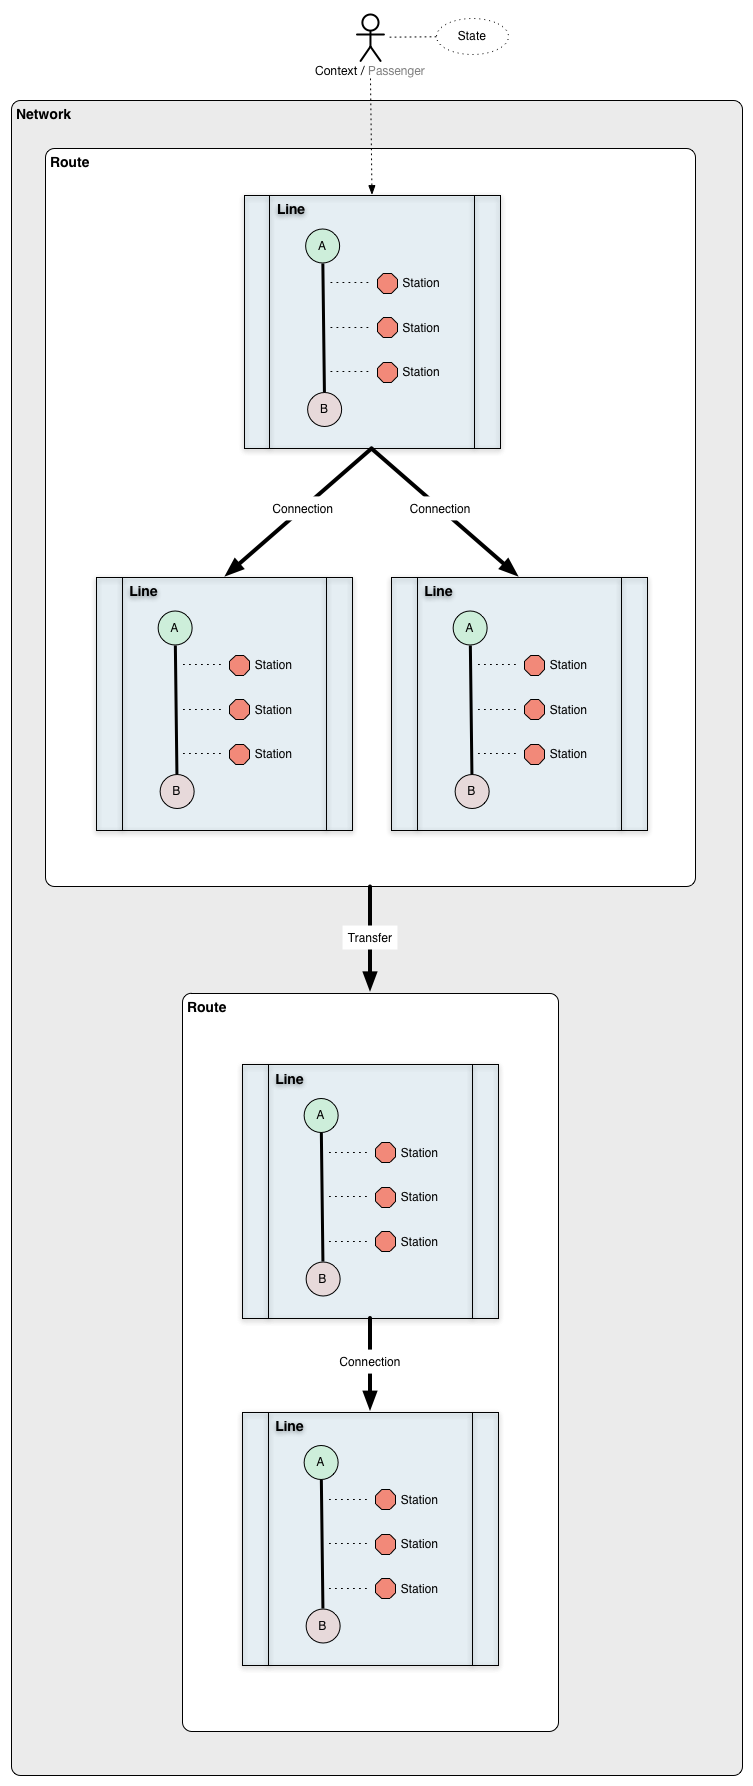 State
Context / Passenger
Network
Route
Line
A
Station
Station
Station
B
Connection
Connection
Line
A
Station
Station
Station
B
Line
A
Station
Station
Station
B
Transfer
Route
Line
A
Station
Station
Station
B
Connection
Line
A
Station
Station
Station
B